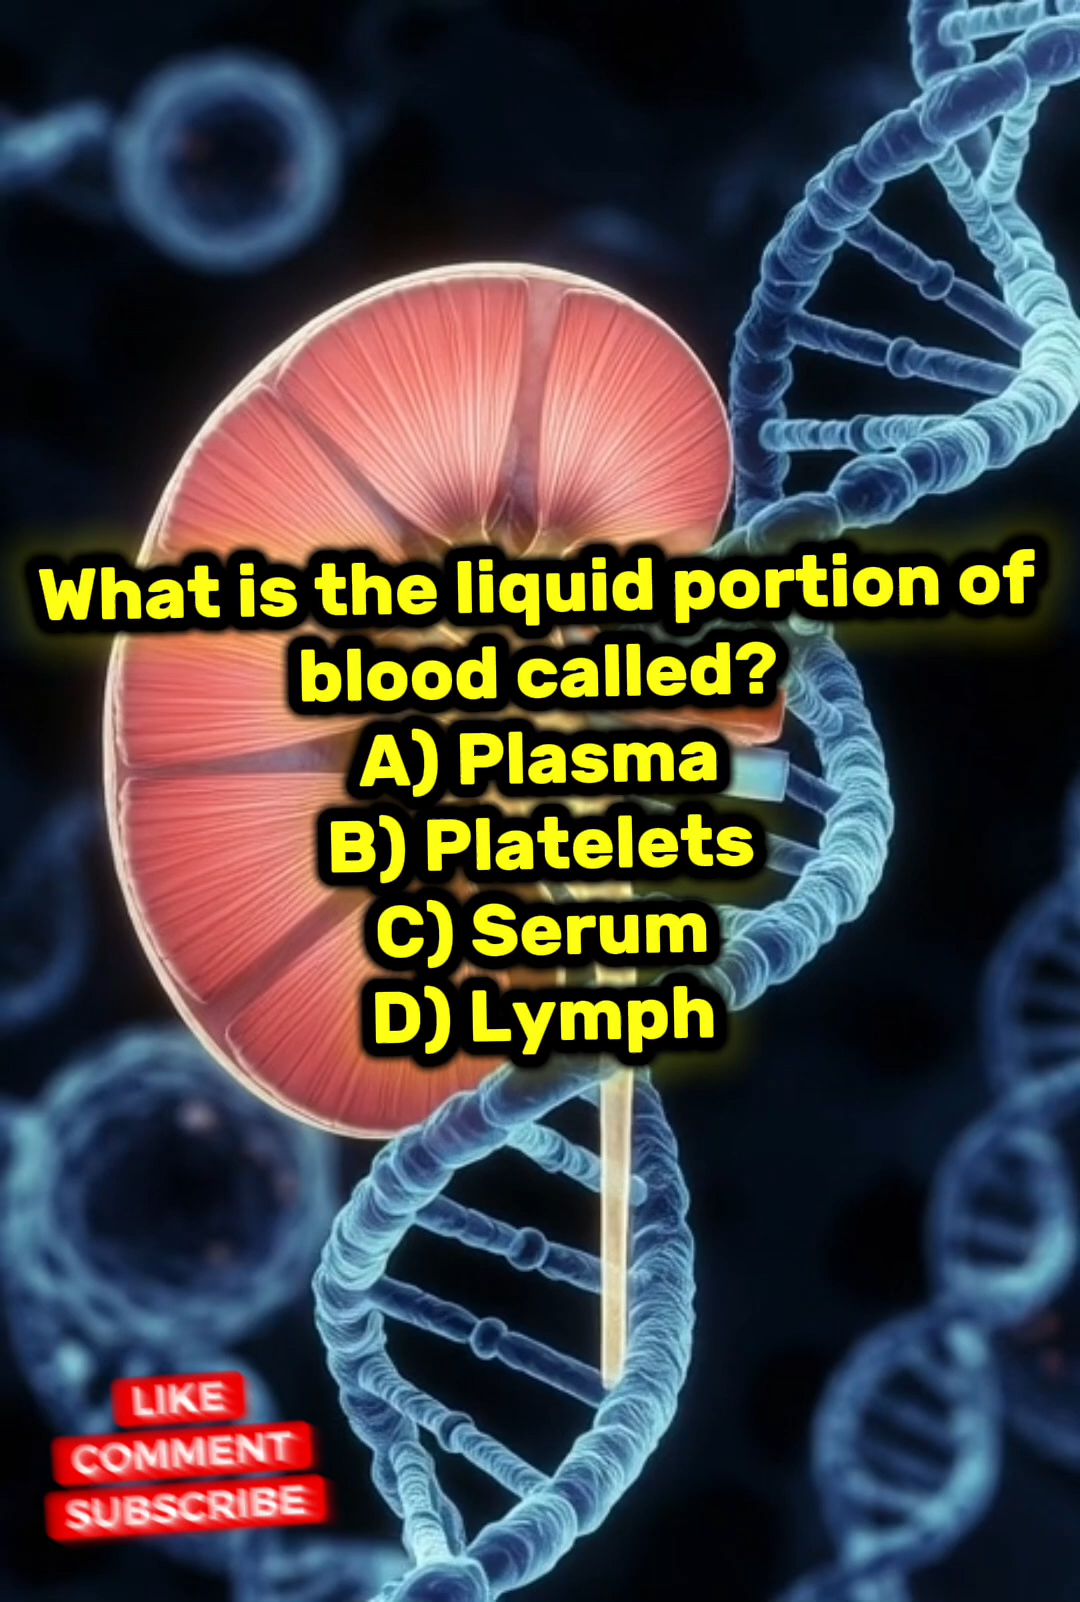 What is the liquid portion of
blood called?
A) Plasma
B) Platelets
C) Serum
D) Lymph
LIKE
COMMENT
SUBSCRIBE